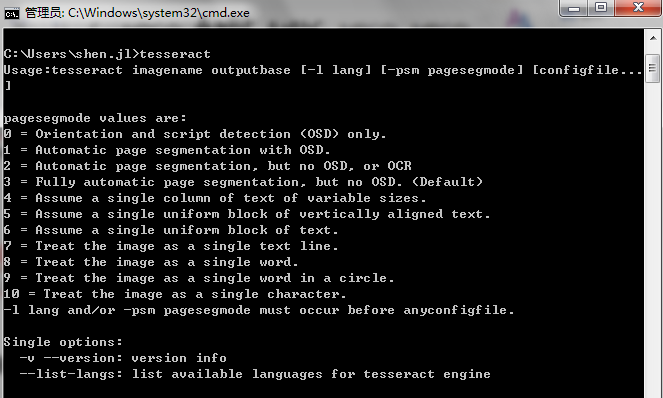 管理员: C:\Windows\system32\cmd.exe
C:\Users\shen.jl>tesseract
Usage:tesseract imagename outputbase [-l lang] [-psm pagesegmode] [configfile...
]
pagesegmode values are:
0 = Orientation and script detection (OSD) only.
1 = Automatic page segmentation with OSD.
2 = Automatic page segmentation, but no OSD, or OCR
3 = Fully automatic page segmentation, but no OSD. (Default)
4 = Assume a single column of text of variable sizes.
5 = Assume a single uniform block of vertically aligned text.
6 = Assume a single uniform block of text.
7 = Treat the image as a single text line.
8 = Treat the image as a single word.
9 = Treat the image as a single word in a circle.
10 = Treat the image as a single character.
-l lang and/or -psm pagesegmode must occur before anyconfigfile.
Single options:
  -v --version: version info
  --list-langs: list available languages for tesseract engine